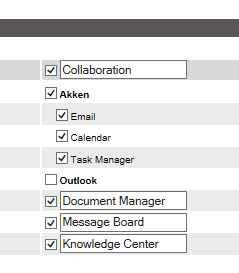 Collaboration
Akken
Email
Calendar
Task Manager
Outlook
Document Manager
Message Board
Knowledge Center